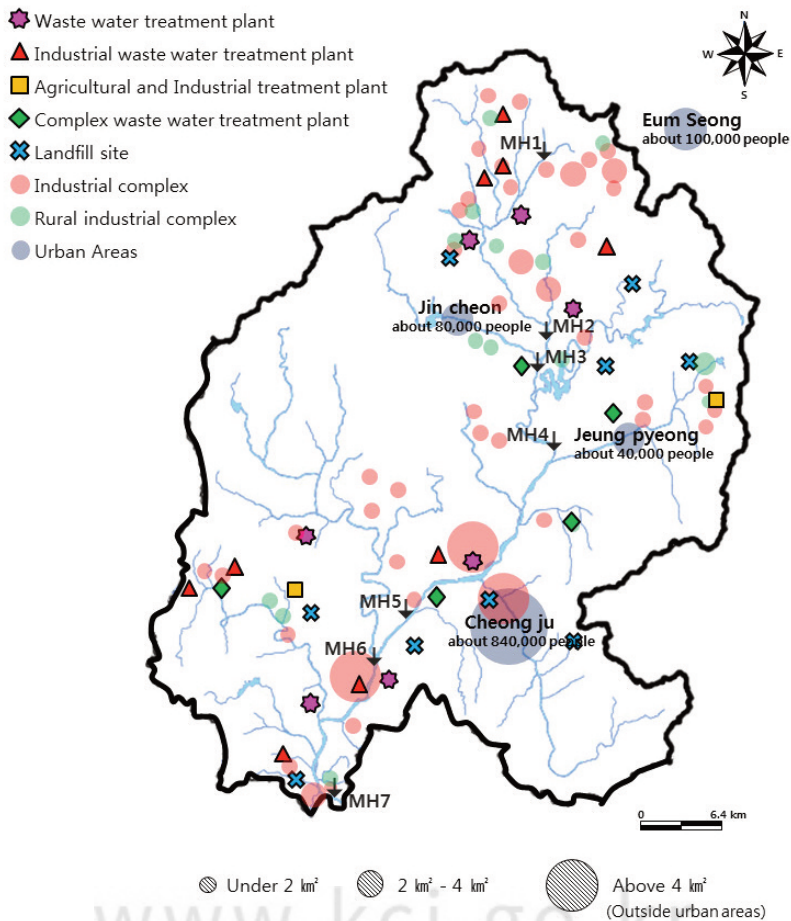 Waste water treatment plant
Industrial waste water treatment plant
Agricultural and Industrial treatment plant
Complex waste water treatment plant
Landfill site
Industrial complex
Rural industrial complex
Urban Areas
N
W
E
S
Eum Seong
about 100,000 people
MH1
Jin cheon
about 80,000 people
MH2
MH3
MH4
Jeung pyeong
about 40,000 people
MH5
Cheong ju
about 840,000 people
MH6
MH7
0
6.4 km
Under 2 ㎢
2 ㎢ - 4 ㎢
Above 4 ㎢
(Outside urban areas)